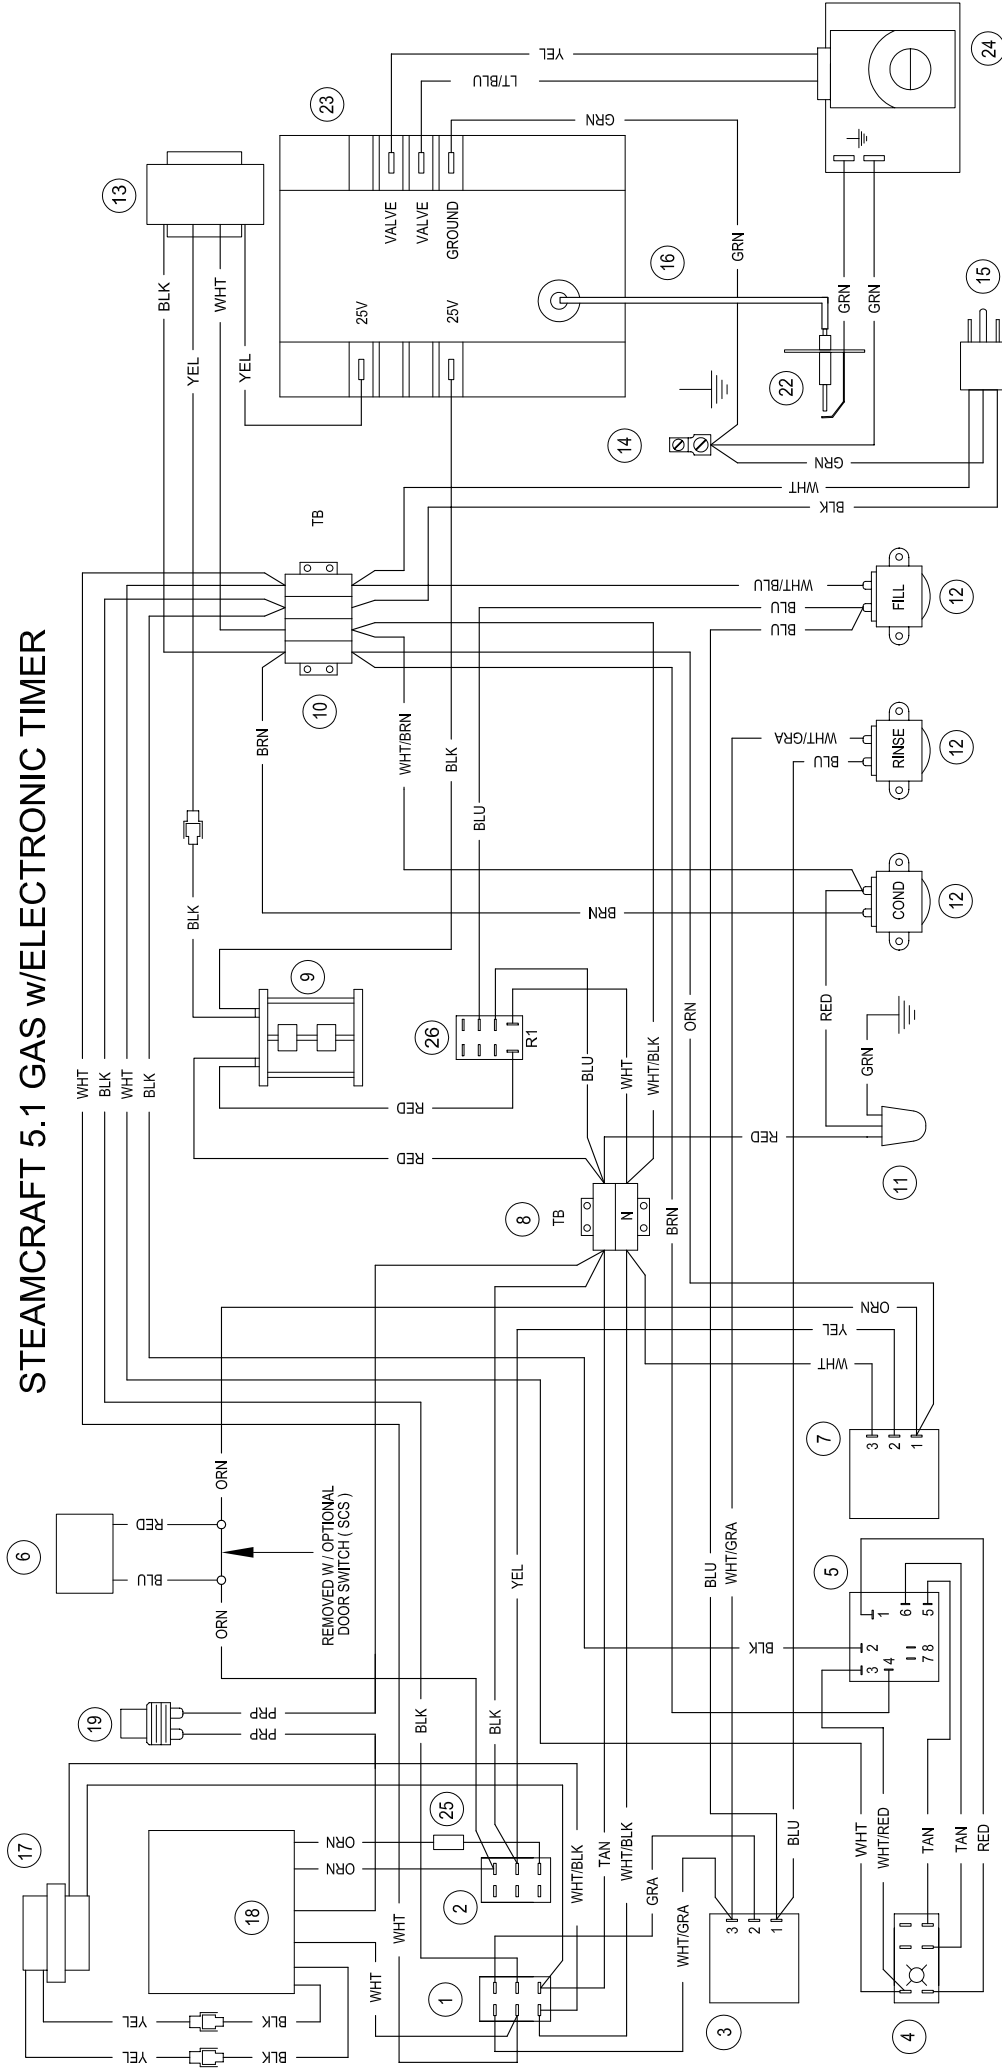 STEAMCRAFT 5.1 GAS w/ELECTRONIC TIMER
17
YEL
BLK
YEL
BLK
18
19
PRP
PRP
ORN
ORN
25
WHT
WHT
1
2
6
BLU
RED
ORN
ORN
REMOVED W / OPTIONAL
DOOR SWITCH ( SCS )
BLK
BLK
YEL
WHT/BLK
TAN
WHT/BLK
GRA
WHT/GRA
3
3
2
1
BLU
4
WHT
WHT/RED
TAN
TAN
RED
5
1
2
3
4
6
5
7 8
BLK
BLU
WHT/GRA
7
3
2
1
WHT
YEL
ORN
WHT
BLK
WHT
BLK
8
TB
N
RED
RED
9
BLK
26
R1
BLU
WHT
WHT/BLK
BRN
ORN
BLU
BLK
WHT/BRN
BRN
10
TB
11
RED
GRN
RED
BRN
COND
12
RINSE
12
BLU
WHT/GRA
FILL
12
BLU
BLU
WHT/BLU
13
BLK
YEL
WHT
YEL
23
25V
25V
VALVE
VALVE
GROUND
YEL
LT/BLU
GRN
GRN
16
14
22
GRN
GRN
GRN
WHT
BLK
15
24